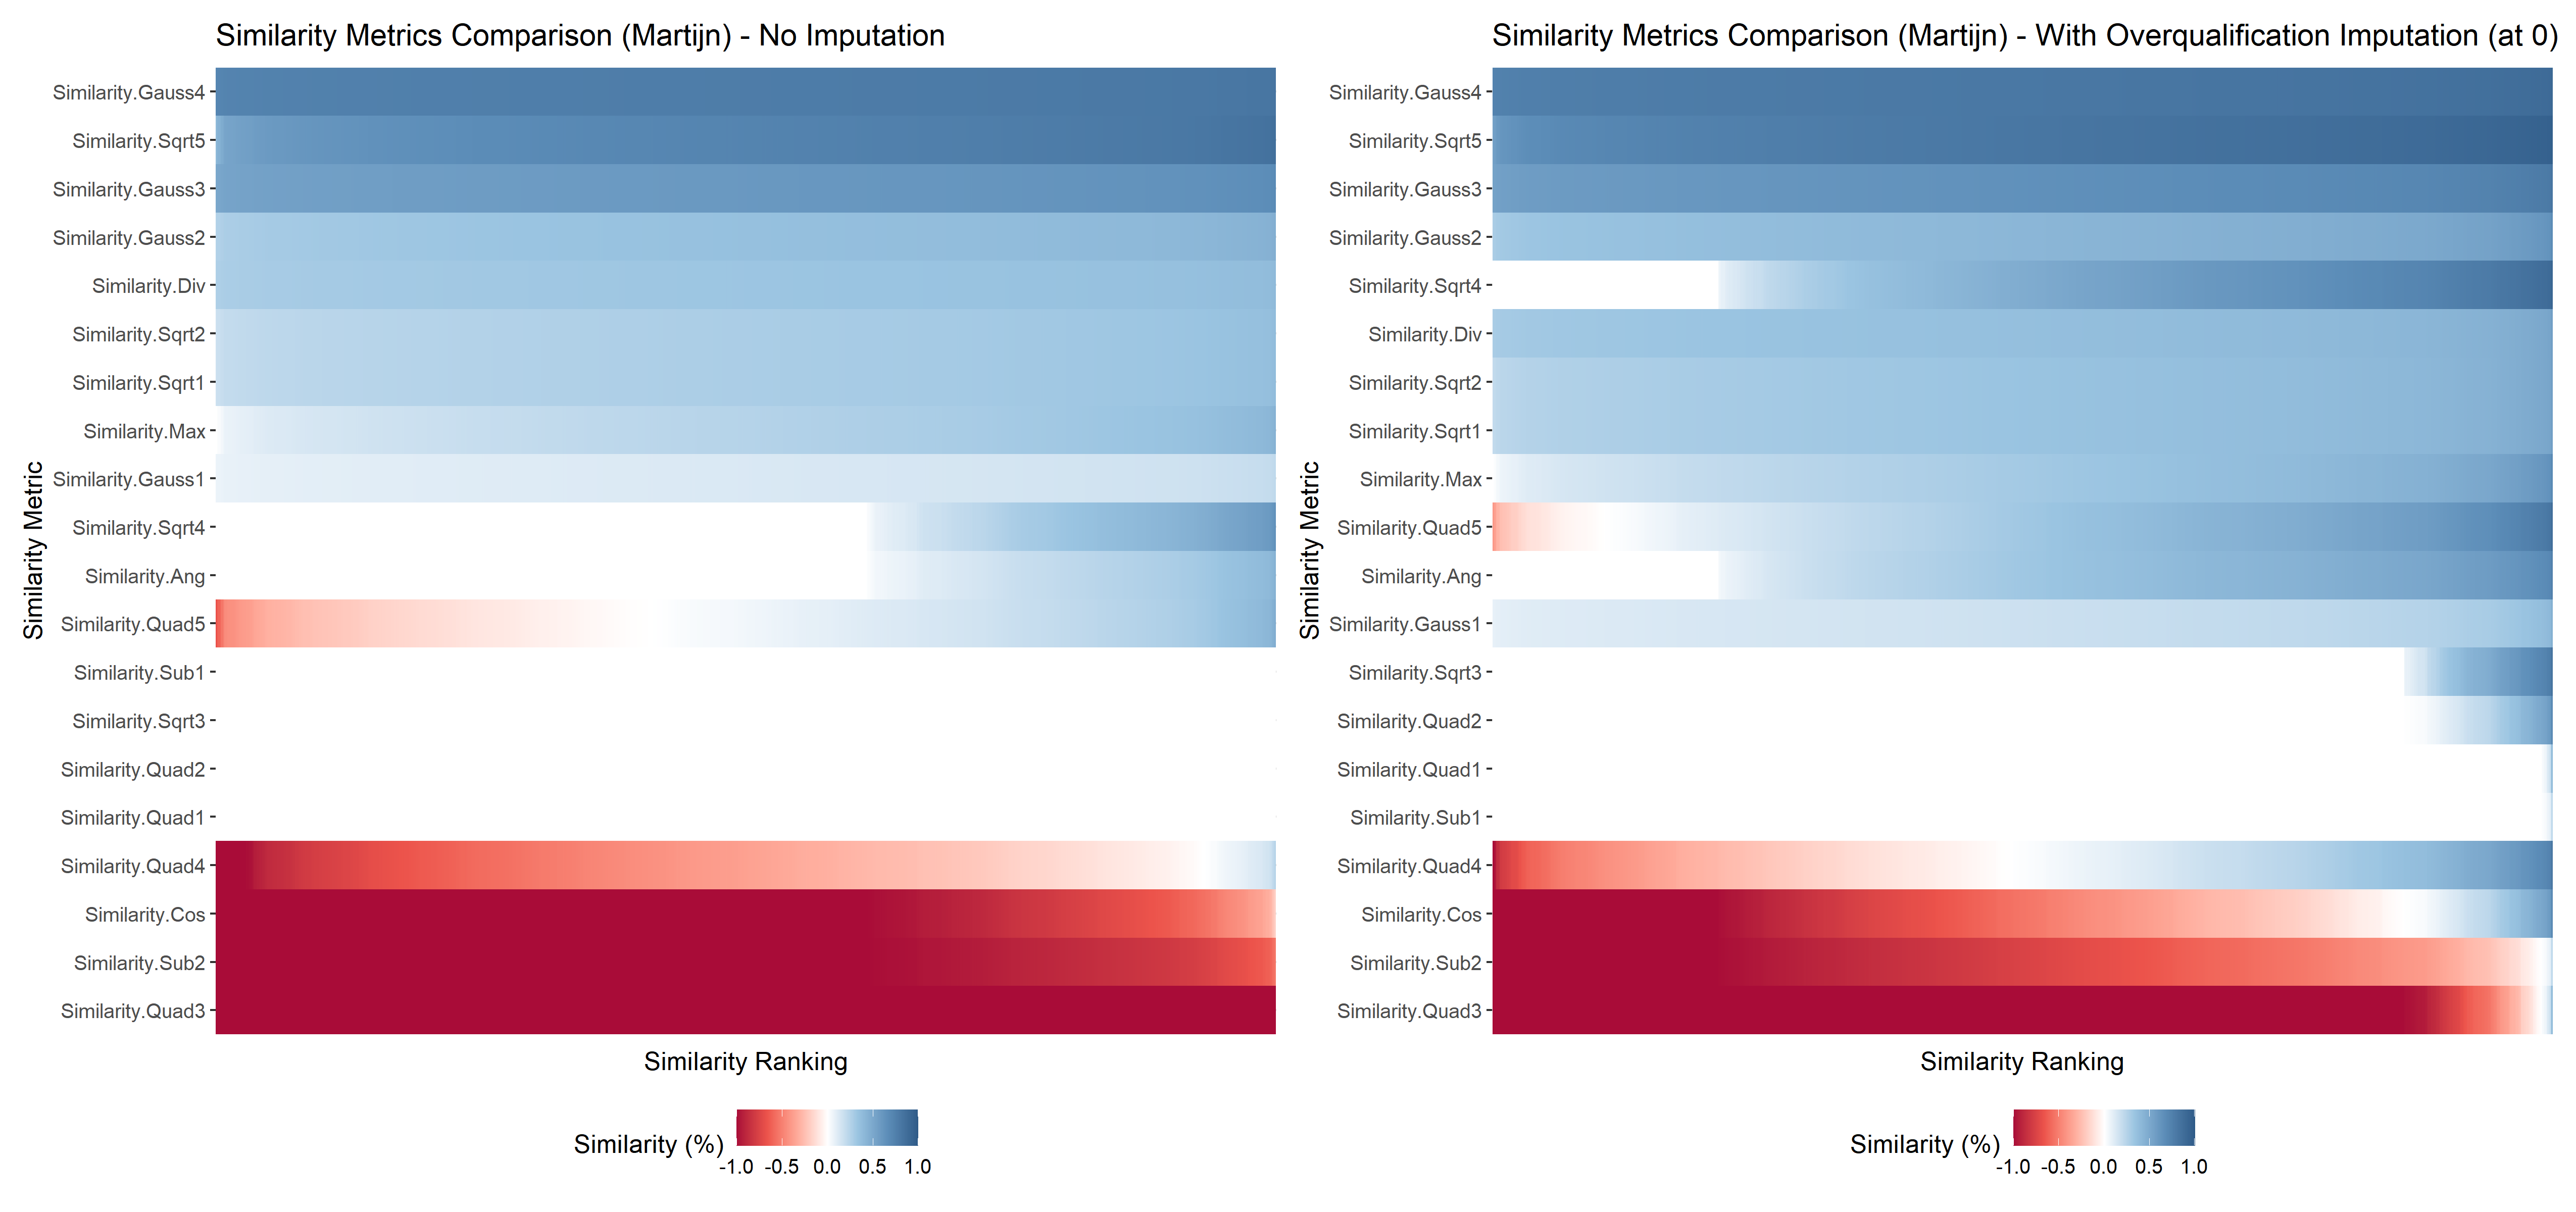 Similarity Metrics Comparison (Martijn) - No Imputation
Similarity Metric
Similarity.Gauss4
Similarity.Sqrt5
Similarity.Gauss3
Similarity.Gauss2
Similarity.Div
Similarity.Sqrt2
Similarity.Sqrt1
Similarity.Max
Similarity.Gauss1
Similarity.Sqrt4
Similarity.Ang
Similarity.Quad5
Similarity.Sub1
Similarity.Sqrt3
Similarity.Quad2
Similarity.Quad1
Similarity.Quad4
Similarity.Cos
Similarity.Sub2
Similarity.Quad3
Similarity Ranking
Similarity (%)
-1.0 -0.5 0.0 0.5 1.0
Similarity Metrics Comparison (Martijn) - With Overqualification Imputation (at 0)
Similarity Metric
Similarity.Gauss4
Similarity.Sqrt5
Similarity.Gauss3
Similarity.Gauss2
Similarity.Sqrt4
Similarity.Div
Similarity.Sqrt2
Similarity.Sqrt1
Similarity.Max
Similarity.Quad5
Similarity.Ang
Similarity.Gauss1
Similarity.Sqrt3
Similarity.Quad2
Similarity.Quad1
Similarity.Sub1
Similarity.Quad4
Similarity.Cos
Similarity.Sub2
Similarity.Quad3
Similarity Ranking
Similarity (%)
-1.0 -0.5 0.0 0.5 1.0